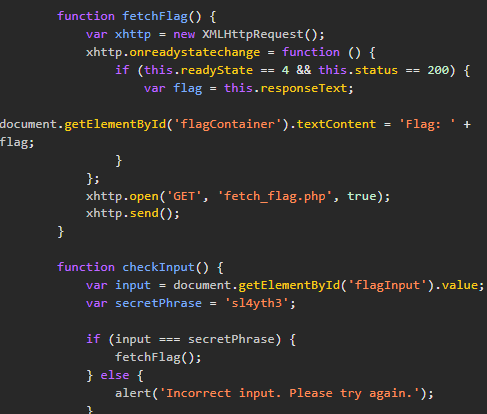 function fetchFlag() {
var xhttp = new XMLHttpRequest();
xhttp.onreadystatechange = function () {
if (this.readyState == 4 && this.status == 200) {
var flag = this.responseText;
document.getElementById('flagContainer').textContent = 'Flag: ' +
flag;
}
};
xhttp.open('GET', 'fetch_flag.php', true);
xhttp.send();
}
function checkInput() {
var input = document.getElementById('flagInput').value;
var secretPhrase = 'sl4yth3';
if (input === secretPhrase) {
fetchFlag();
} else {
alert('Incorrect input. Please try again.');
}